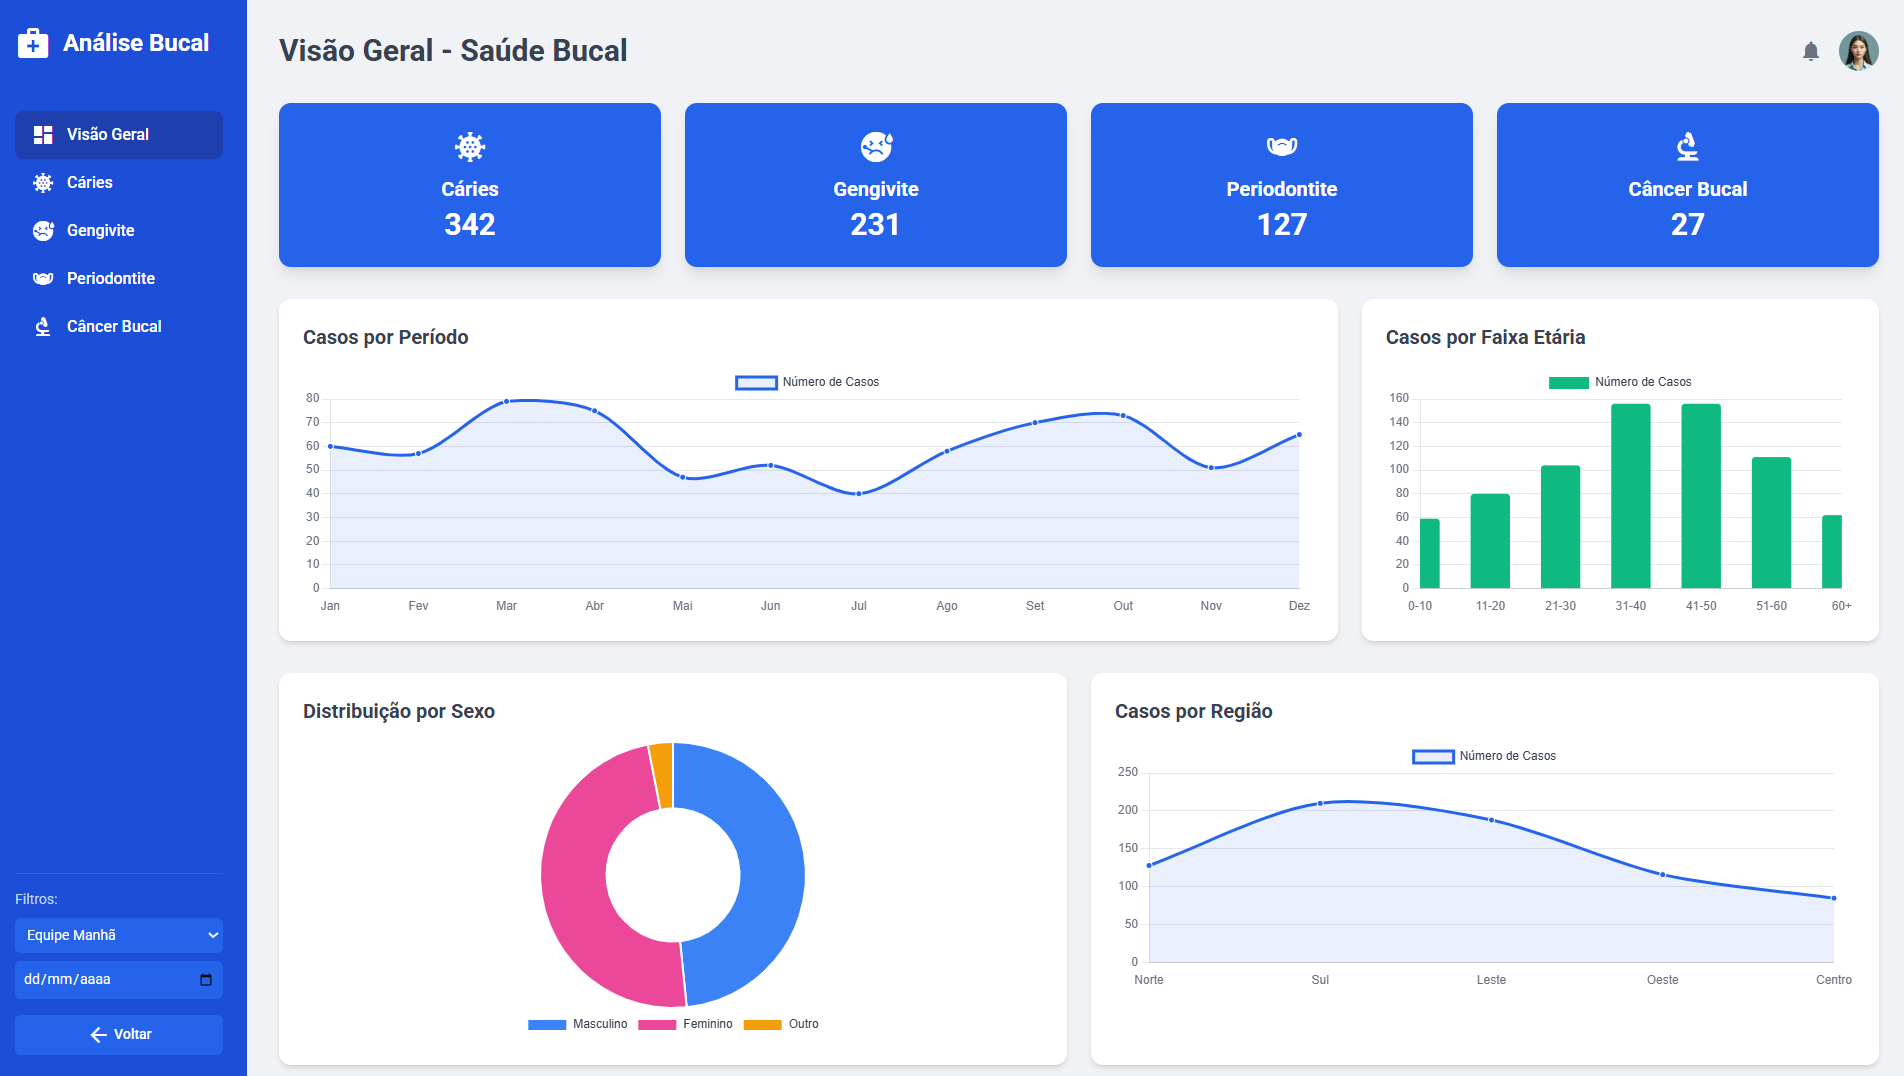 Análise Bucal
Visão Geral
Cáries
Gengivite
Periodontite
Câncer Bucal
Filtros:
Equipe Manhã
dd/mm/aaaa
Voltar
Visão Geral - Saúde Bucal
Cáries
342
Gengivite
231
Periodontite
127
Câncer Bucal
27
Casos por Período
Número de Casos
80
70
60
50
40
30
20
10
0
Jan Fev Mar Abr Mai Jun Jul Ago Set Out Nov Dez
Casos por Faixa Etária
Número de Casos
160
140
120
100
80
60
40
20
0
0-10 11-20 21-30 31-40 41-50 51-60 60+
Distribuição por Sexo
Masculino Feminino Outro
Casos por Região
Número de Casos
250
200
150
100
50
0
Norte Sul Leste Oeste Centro